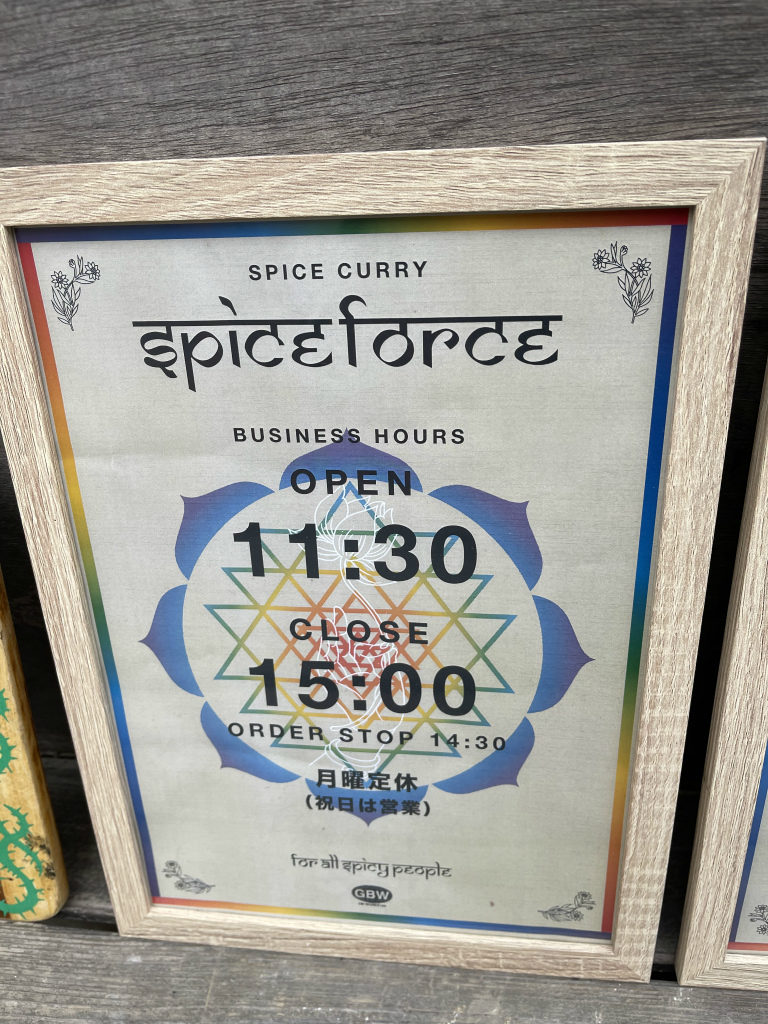 SPICE CURRY
spiceforce
BUSINESS HOURS
OPEN
11:30
CLOSE
15:00
ORDER STOP 14:30
月曜定休
(祝日は営業)
for all spicy people
GBW